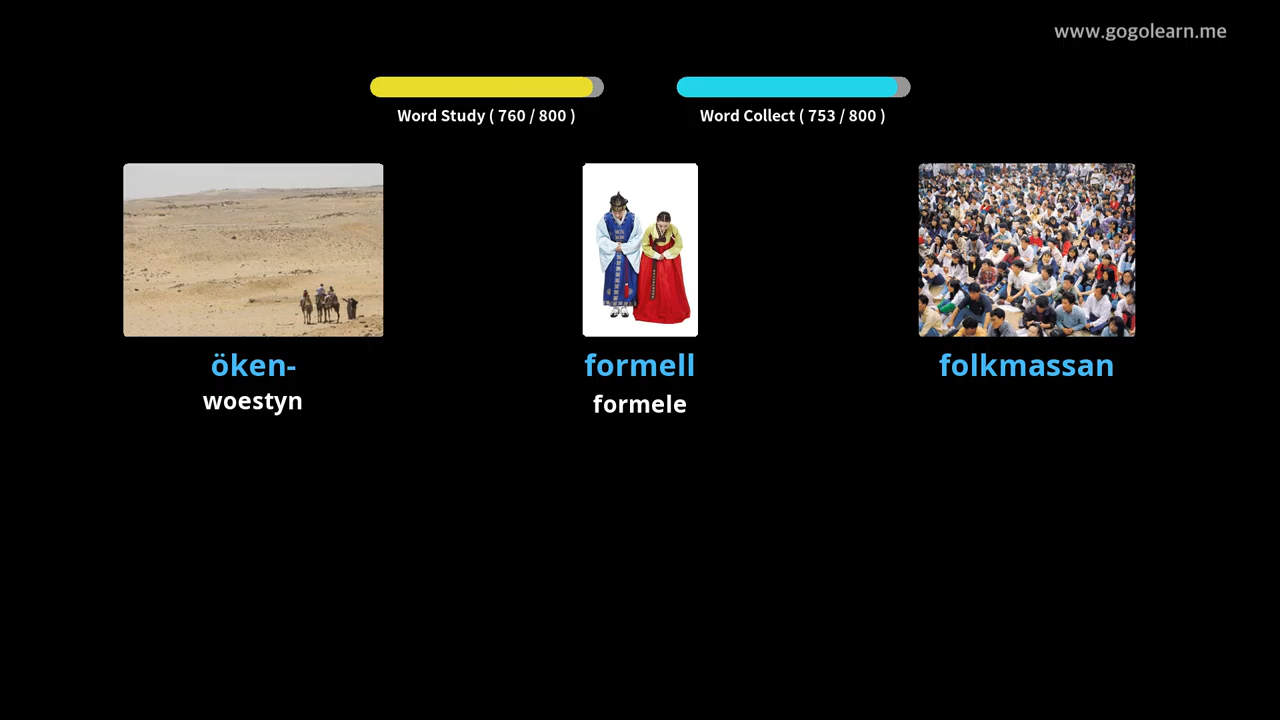 www.gogolearn.me
Word Study ( 760 / 800 )
Word Collect ( 753 / 800 )
öken-
formell
folkmassan
woestyn
formele